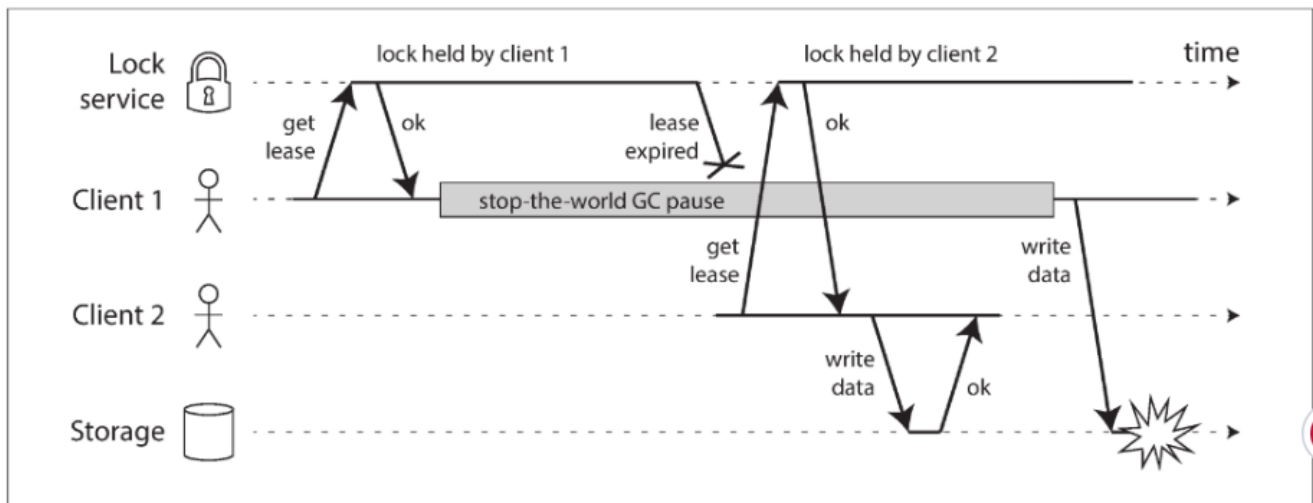 lock held by client 1
lock held by client 2
time
Lock
service
get
lease
ok
lease
expired
ok
Client 1
stop-the-world GC pause
get
lease
write
data
Client 2
write
data
ok
Storage